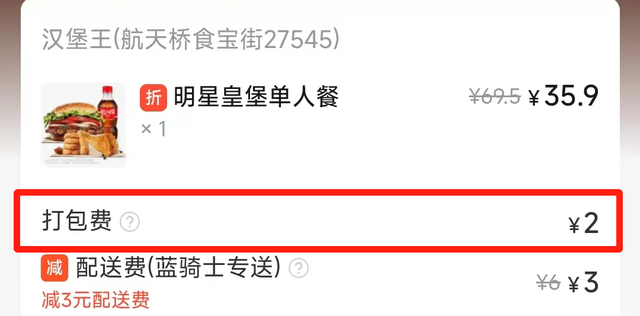 汉堡王(航天桥食宝街27545)
折 明星皇堡单人餐 ¥69.5 ¥35.9
×1
打包费 ? ¥2
减 配送费(蓝骑士专送) ? ¥6 ¥3
减3元配送费